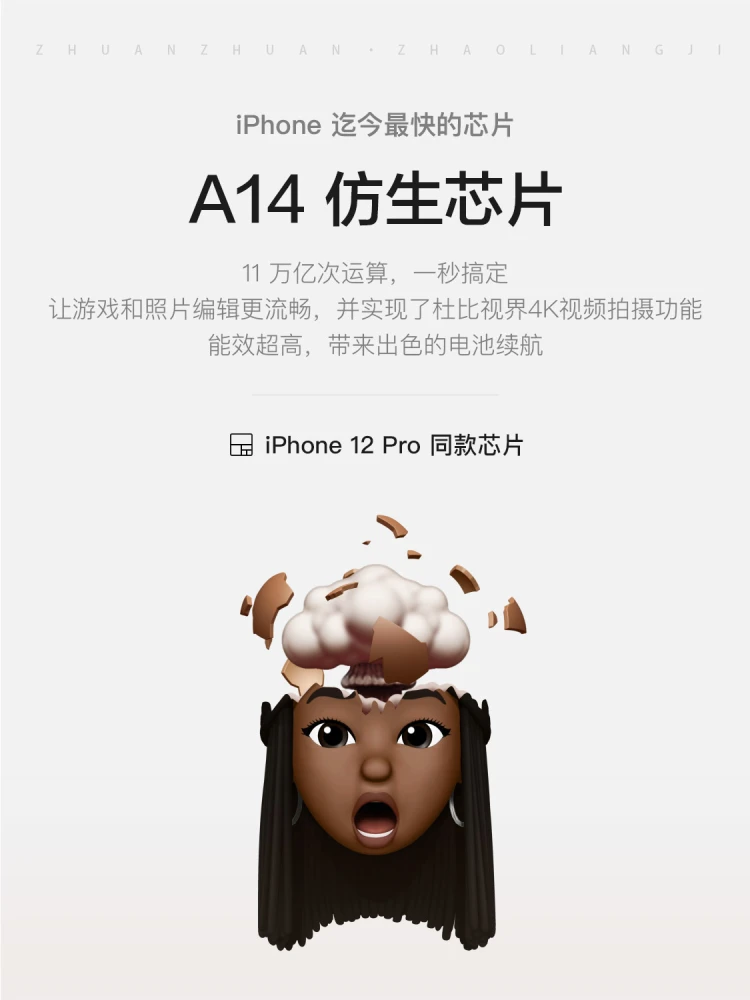 ZHUANZHUAN·ZHAOLIANGJI
iPhone 迄今最快的芯片
A14 仿生芯片
11 万亿次运算，一秒搞定
让游戏和照片编辑更流畅，并实现了杜比视界4K视频拍摄功能
能效超高，带来出色的电池续航
iPhone 12 Pro 同款芯片